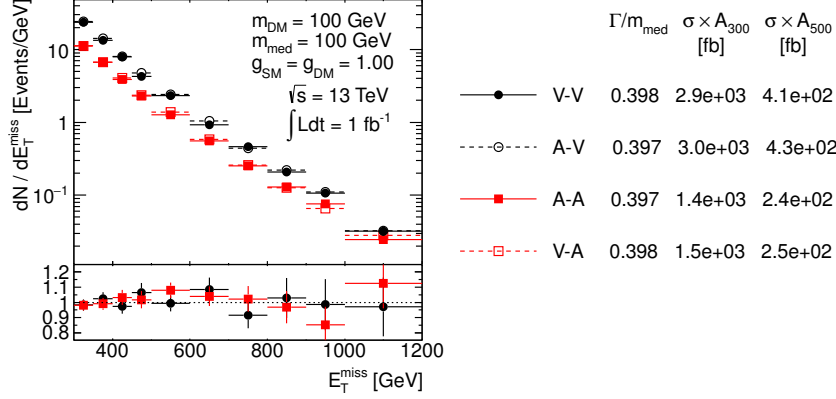 dN / dE_T^miss [Events/GeV]
10
1
10⁻¹
m_DM = 100 GeV
m_med = 100 GeV
g_SM = g_DM = 1.00
√s = 13 TeV
∫Ldt = 1 fb⁻¹
1.2
1.1
1
0.9
0.8
400 600 800 1000 1200
E_T^miss [GeV]
Γ/m_med σ × A_300 σ × A_500
[fb] [fb]
V-V 0.398 2.9e+03 4.1e+02
A-V 0.397 3.0e+03 4.3e+02
A-A 0.397 1.4e+03 2.4e+02
V-A 0.398 1.5e+03 2.5e+02